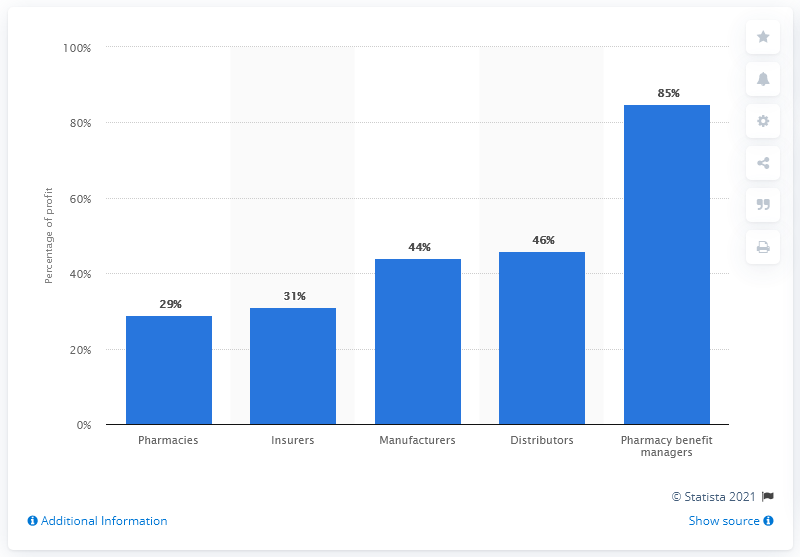 100%
80%
60%
40%
20%
0%
Percentage of profit
29%
31%
44%
46%
85%
Pharmacies
Insurers
Manufacturers
Distributors
Pharmacy benefit
managers
© Statista 2021
Additional Information
Show source